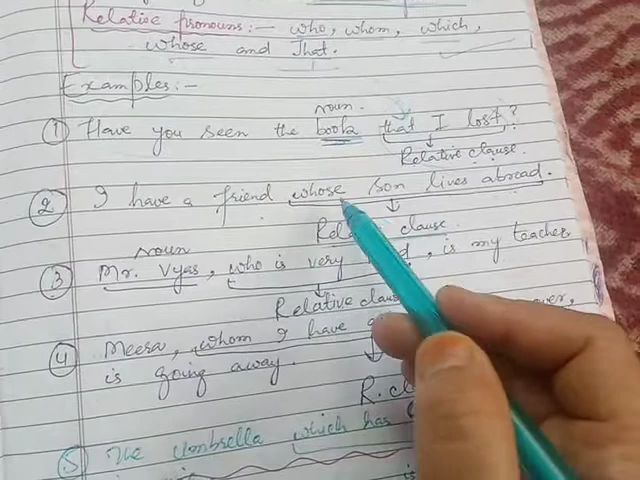 Relative pronouns:- who, whom, which,
whose and That.
Examples:-
noun.
① Have you seen the book that I lost?
Relative clause.
② I have a friend whose son lives abroad.
Relative clause.
noun
③ Mr. Vyas, who is very, is my teacher
Relative clause
④ Meera, whom I have
is going away.
R. cl
⑤ The Umbrella which has